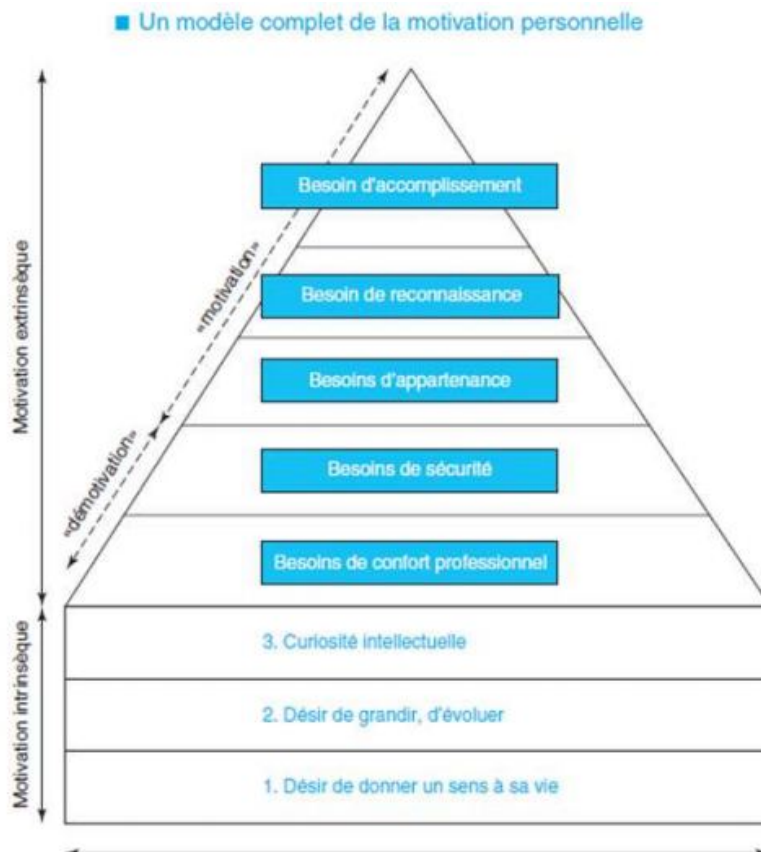 ■ Un modèle complet de la motivation personnelle
Besoin d'accomplissement
Motivation extrinsèque
«motivation»
Besoin de reconnaissance
Besoins d'appartenance
«démotivation»
Besoins de sécurité
Besoins de confort professionnel
Motivation intrinsèque
3. Curiosité intellectuelle
2. Désir de grandir, d'évoluer
1. Désir de donner un sens à sa vie